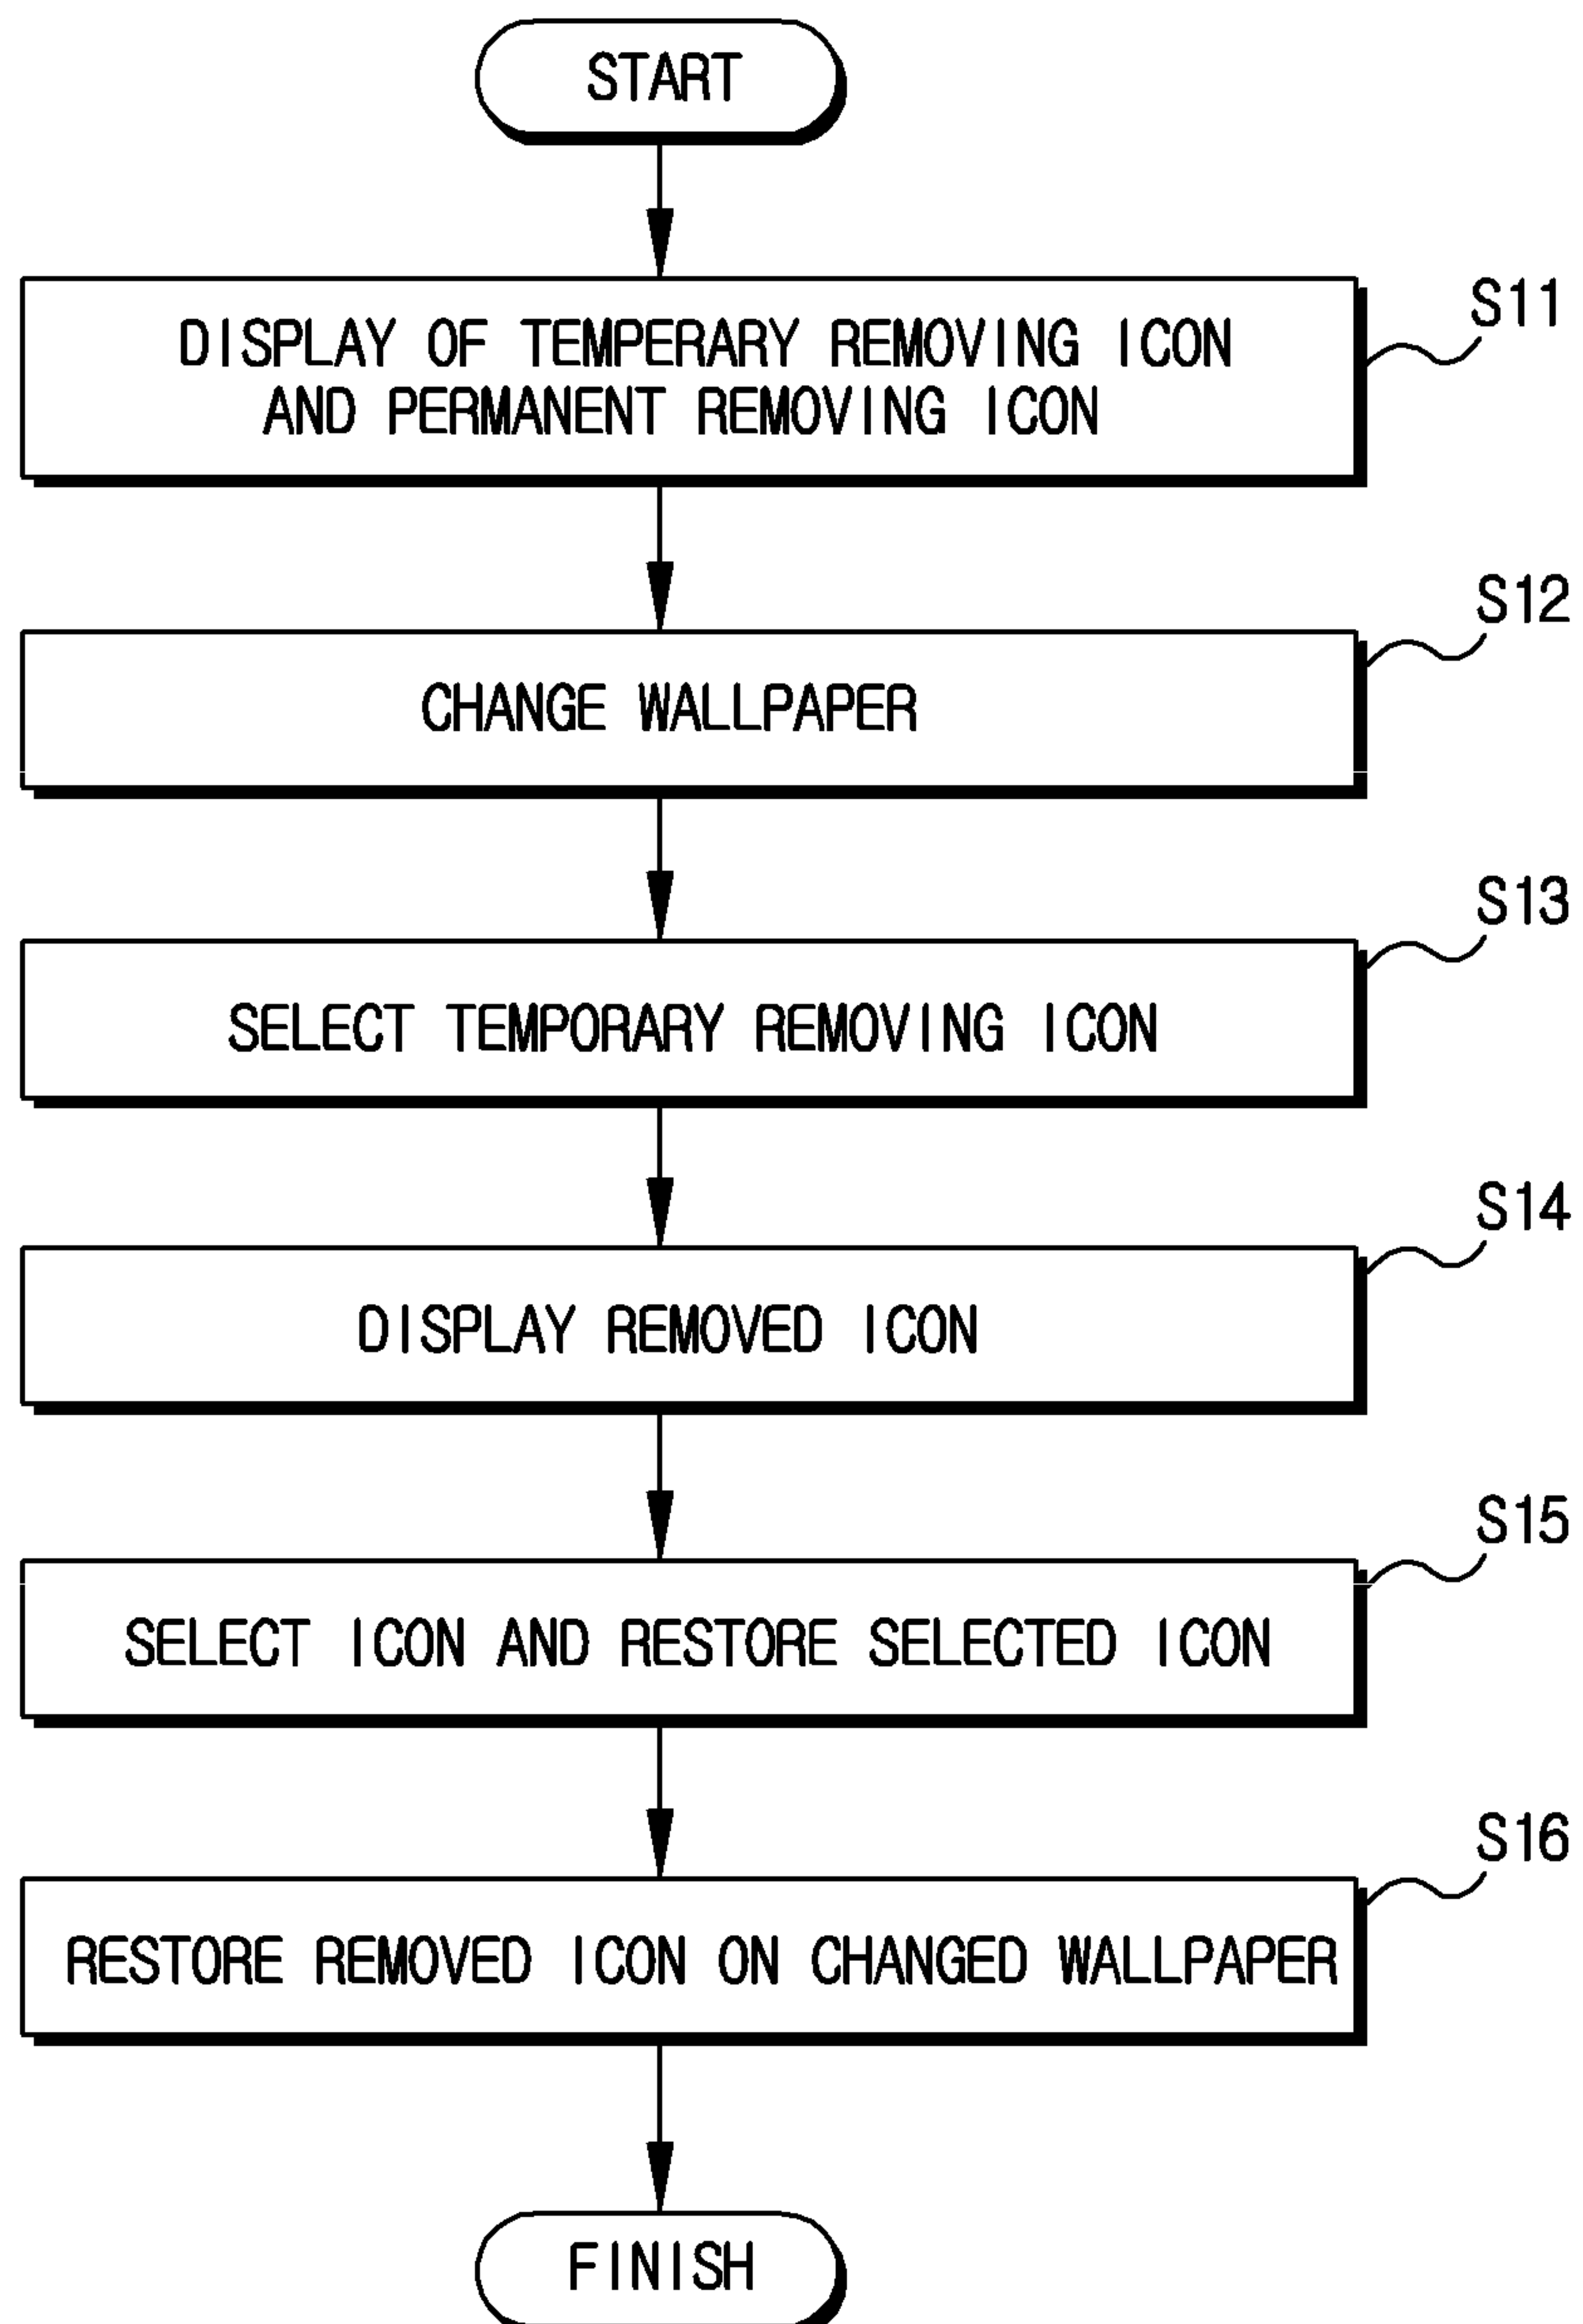 START
S11
DISPLAY OF TEMPERARY REMOVING ICON
AND PERMANENT REMOVING ICON
S12
CHANGE WALLPAPER
S13
SELECT TEMPORARY REMOVING ICON
S14
DISPLAY REMOVED ICON
S15
SELECT ICON AND RESTORE SELECTED ICON
S16
RESTORE REMOVED ICON ON CHANGED WALLPAPER
FINISH